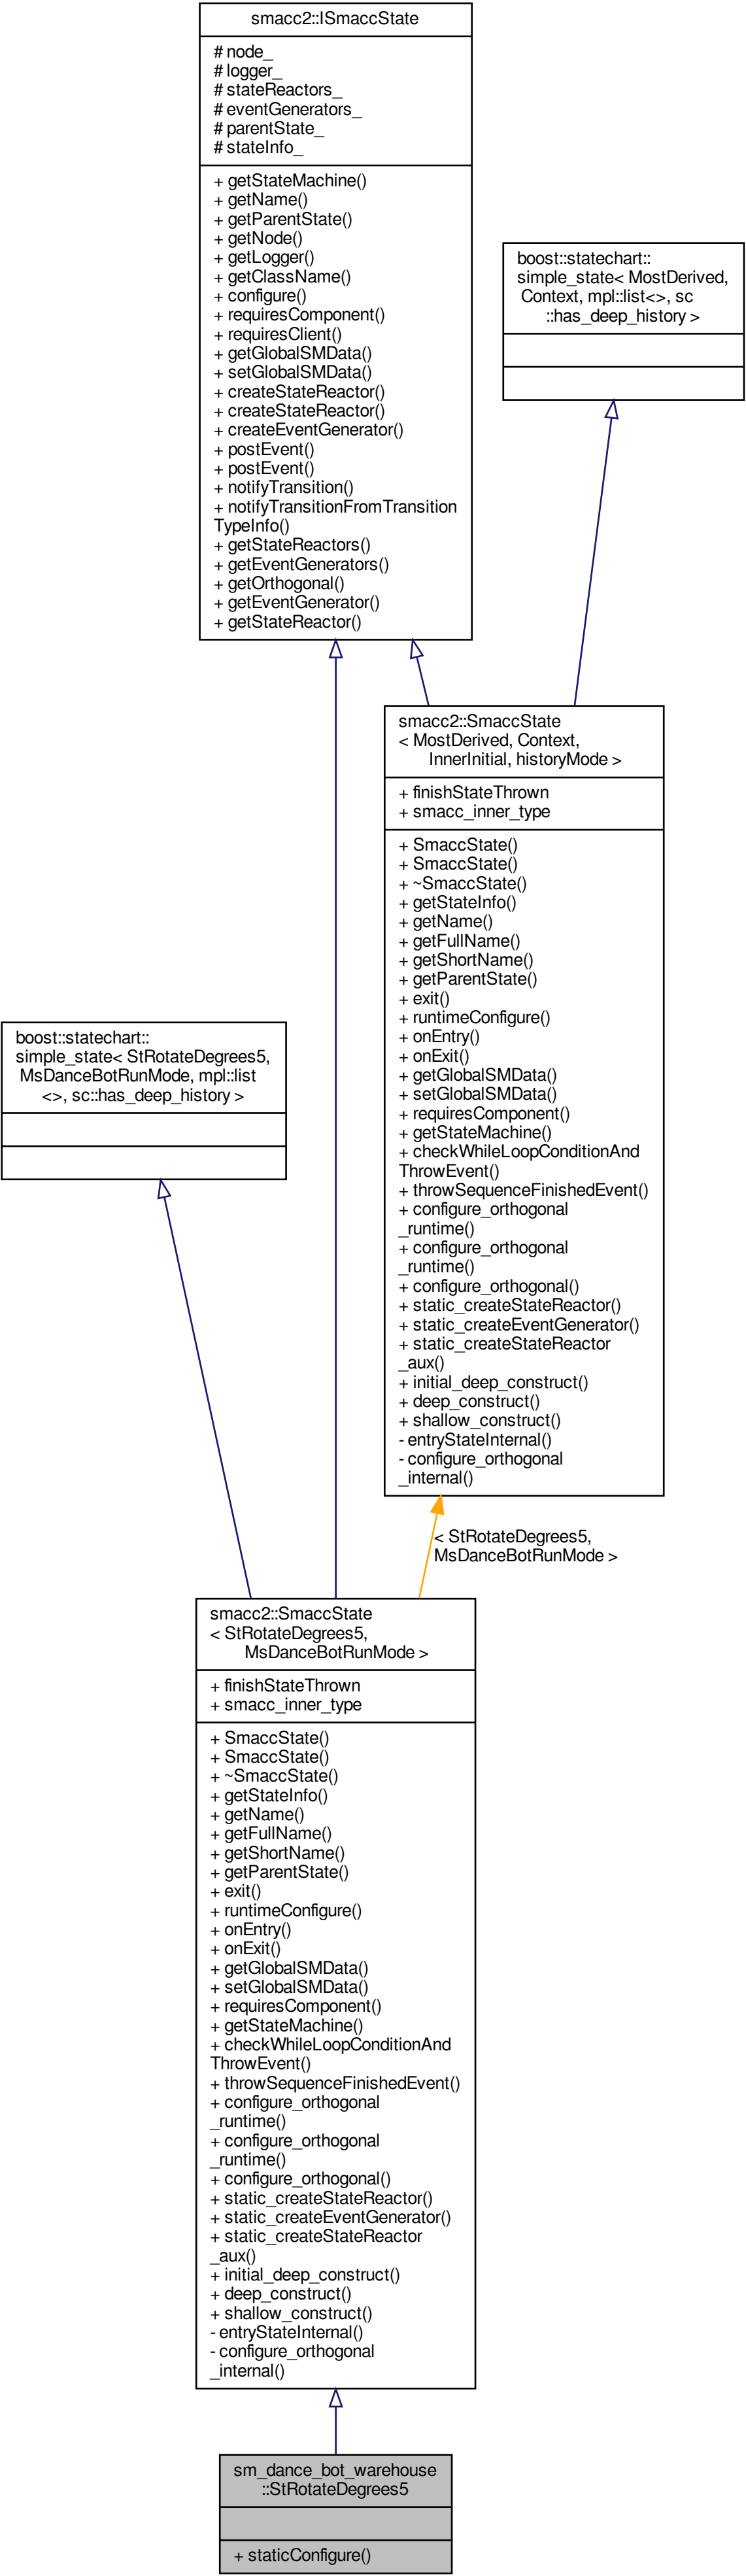 smacc2::ISmaccState
# node_
# logger_
# stateReactors_
# eventGenerators_
# parentState_
# stateInfo_
+ getStateMachine()
+ getName()
+ getParentState()
+ getNode()
+ getLogger()
+ getClassName()
+ configure()
+ requiresComponent()
+ requiresClient()
+ getGlobalSMData()
+ setGlobalSMData()
+ createStateReactor()
+ createStateReactor()
+ createEventGenerator()
+ postEvent()
+ postEvent()
+ notifyTransition()
+ notifyTransitionFromTransition
TypeInfo()
+ getStateReactors()
+ getEventGenerators()
+ getOrthogonal()
+ getEventGenerator()
+ getStateReactor()
boost::statechart::
simple_state< MostDerived,
Context, mpl::list<>, sc
::has_deep_history >
smacc2::SmaccState
< MostDerived, Context,
InnerInitial, historyMode >
+ finishStateThrown
+ smacc_inner_type
+ SmaccState()
+ SmaccState()
+ ~SmaccState()
+ getStateInfo()
+ getName()
+ getFullName()
+ getShortName()
+ getParentState()
+ exit()
+ runtimeConfigure()
+ onEntry()
+ onExit()
+ getGlobalSMData()
+ setGlobalSMData()
+ requiresComponent()
+ getStateMachine()
+ checkWhileLoopConditionAnd
ThrowEvent()
+ throwSequenceFinishedEvent()
+ configure_orthogonal
_runtime()
+ configure_orthogonal
_runtime()
+ configure_orthogonal()
+ static_createStateReactor()
+ static_createEventGenerator()
+ static_createStateReactor
_aux()
+ initial_deep_construct()
+ deep_construct()
+ shallow_construct()
- entryStateInternal()
- configure_orthogonal
_internal()
boost::statechart::
simple_state< StRotateDegrees5,
MsDanceBotRunMode, mpl::list
<>, sc::has_deep_history >
< StRotateDegrees5,
MsDanceBotRunMode >
smacc2::SmaccState
< StRotateDegrees5,
MsDanceBotRunMode >
+ finishStateThrown
+ smacc_inner_type
+ SmaccState()
+ SmaccState()
+ ~SmaccState()
+ getStateInfo()
+ getName()
+ getFullName()
+ getShortName()
+ getParentState()
+ exit()
+ runtimeConfigure()
+ onEntry()
+ onExit()
+ getGlobalSMData()
+ setGlobalSMData()
+ requiresComponent()
+ getStateMachine()
+ checkWhileLoopConditionAnd
ThrowEvent()
+ throwSequenceFinishedEvent()
+ configure_orthogonal
_runtime()
+ configure_orthogonal
_runtime()
+ configure_orthogonal()
+ static_createStateReactor()
+ static_createEventGenerator()
+ static_createStateReactor
_aux()
+ initial_deep_construct()
+ deep_construct()
+ shallow_construct()
- entryStateInternal()
- configure_orthogonal
_internal()
sm_dance_bot_warehouse
::StRotateDegrees5
+ staticConfigure()